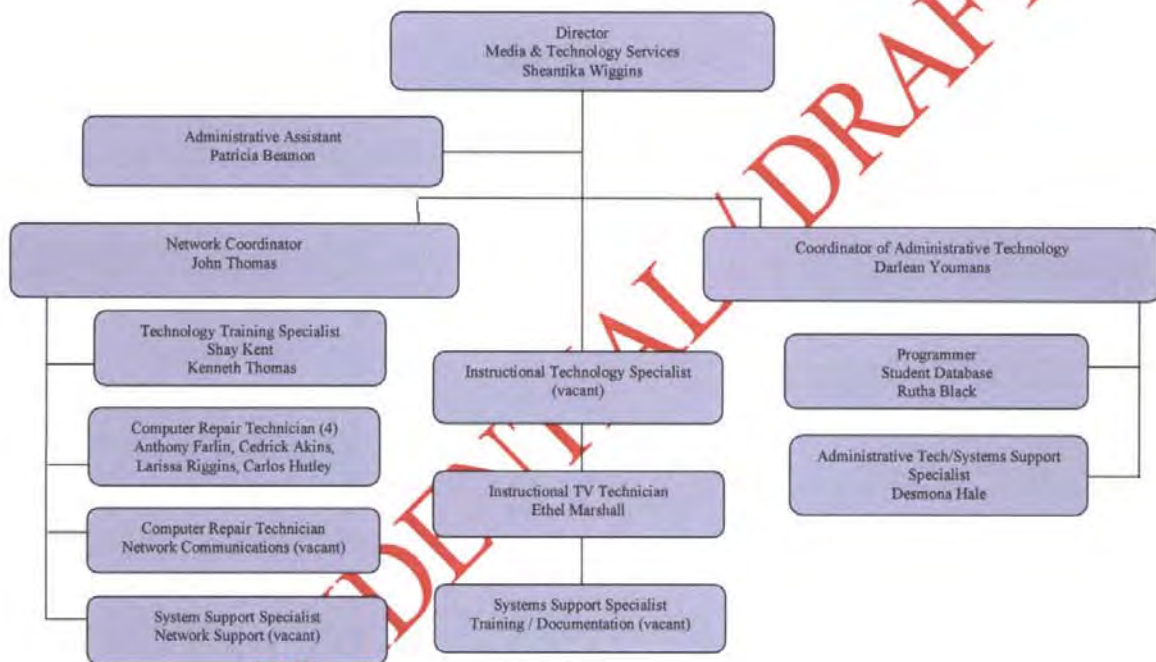 Director
Media & Technology Services
Sheantika Wiggins
Administrative Assistant
Patricia Beamon
Network Coordinator
John Thomas
Coordinator of Administrative Technology
Darlean Youmans
Technology Training Specialist
Shay Kent
Kenneth Thomas
Computer Repair Technician (4)
Anthony Farlin, Cedrick Akins,
Larissa Riggins, Carlos Hutley
Computer Repair Technician
Network Communications (vacant)
System Support Specialist
Network Support (vacant)
Instructional Technology Specialist
(vacant)
Instructional TV Technician
Ethel Marshall
Systems Support Specialist
Training / Documentation (vacant)
Programmer
Student Database
Rutha Black
Administrative Tech/Systems Support
Specialist
Desmona Hale